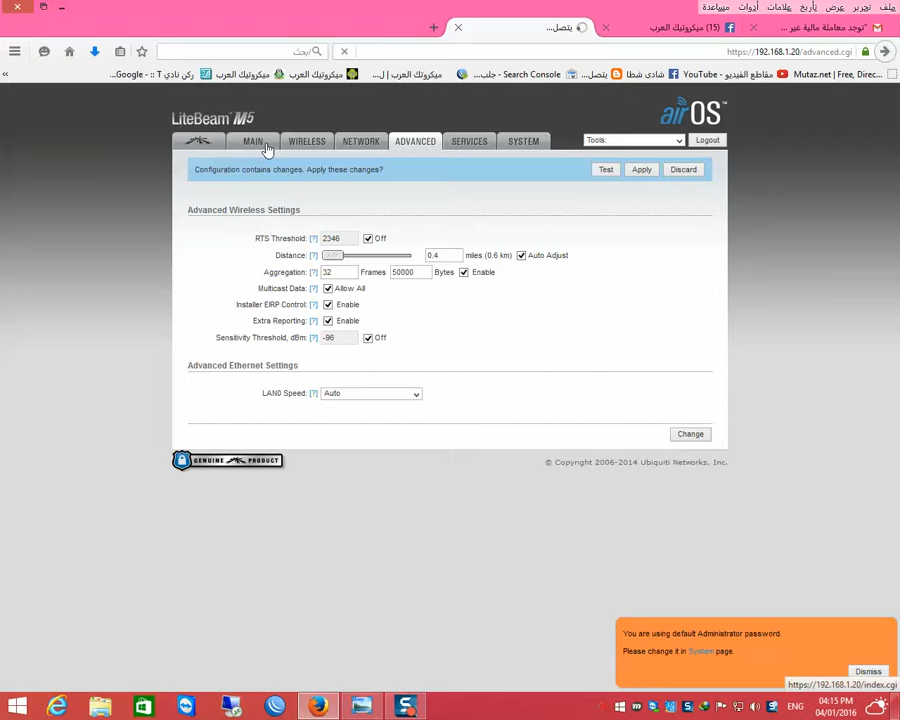 ملف تحرير عرض تأريخ علامات أدوات مساعدة
"توجد معاملة مالية غير ...
(15) ميكروتيك العرب
يتصل...
https://192.168.1.20/advanced.cgi
ابحث
Mutaz.net | Free, Direc...
مقاطع الفيديو - YouTube
شادى شطا
يتصل...
Search Console - جلب...
ميكروتك العرب | ل...
ميكروتيك العرب
ميكروتيك العرب
ركن نادي Google :: T...
LiteBeam M5
airOS™
MAIN WIRELESS NETWORK ADVANCED SERVICES SYSTEM Tools: Logout
Configuration contains changes. Apply these changes? Test Apply Discard
Advanced Wireless Settings
RTS Threshold: [?] 2346 Off
Distance: [?] 0.4 miles (0.6 km) Auto Adjust
Aggregation: [?] 32 Frames 50000 Bytes Enable
Multicast Data: [?] Allow All
Installer EIRP Control: [?] Enable
Extra Reporting: [?] Enable
Sensitivity Threshold, dBm: [?] -96 Off
Advanced Ethernet Settings
LAN0 Speed: [?] Auto
Change
GENUINE PRODUCT
© Copyright 2006-2014 Ubiquiti Networks, Inc.
You are using default Administrator password.
Please change it in System page.
Dismiss
https://192.168.1.20/index.cgi
ENG
04:15 PM
04/01/2016